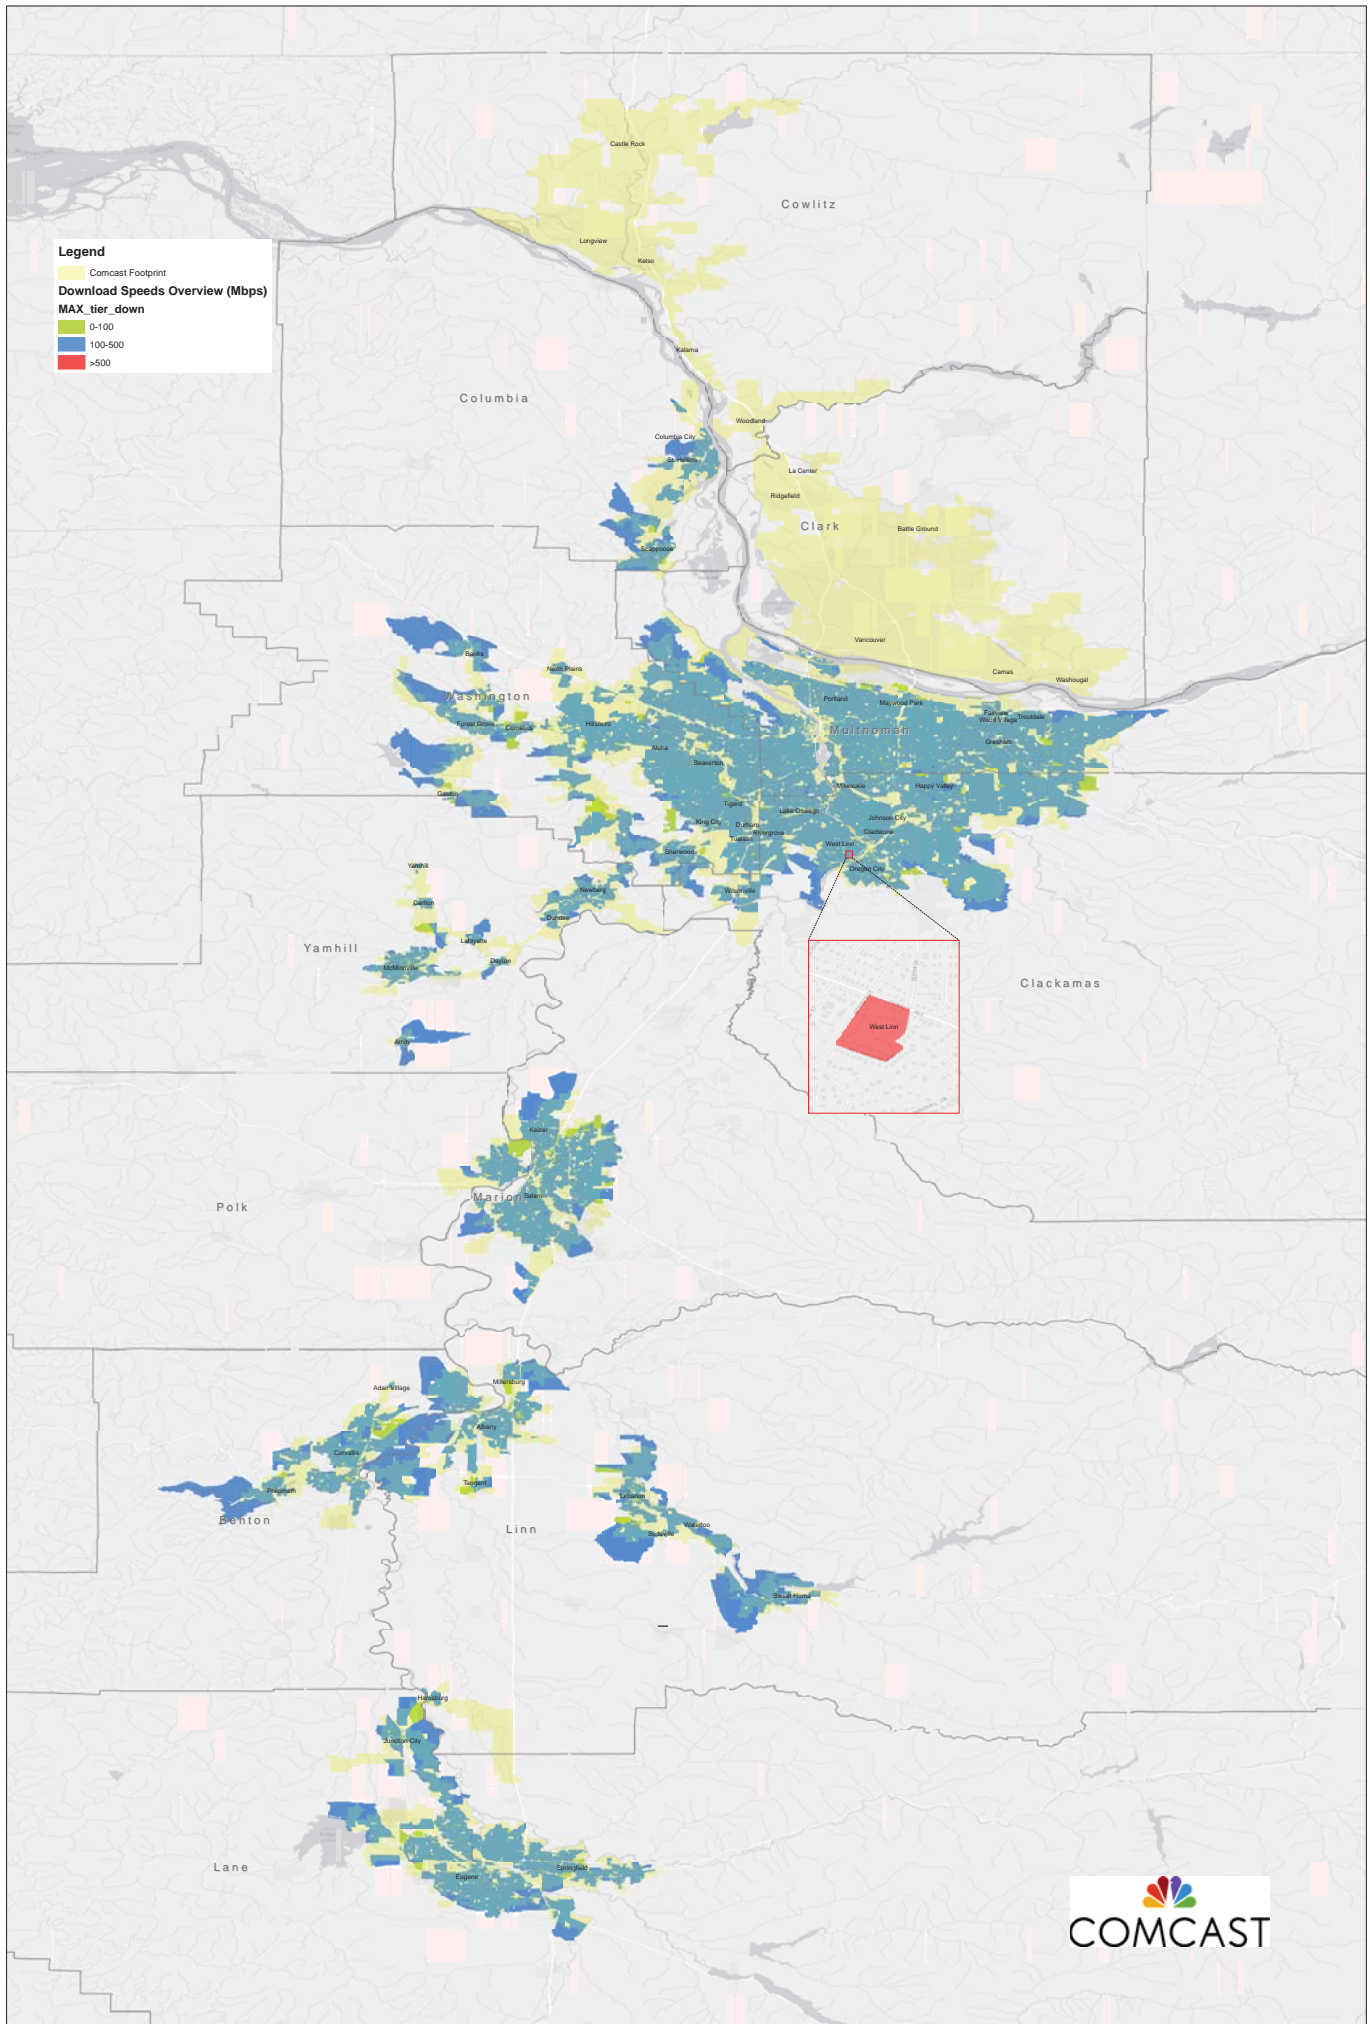 Castle Rock
Cowlitz
Longview
Kelso
Legend
Comcast Footprint
Download Speeds Overview (Mbps)
MAX_tier_down
0-100
100-500
>500
Kalama
Columbia
Woodland
Columbia City
St. Helens
La Center
Ridgefield
Clark
Battle Ground
Scappoose
Vancouver
Banks
North Plains
Camas
Washougal
Washington
Portland
Maywood Park
Fairview
Wood Village
Troutdale
Forest Grove
Cornelius
Hillsboro
Multnomah
Gresham
Aloha
Beaverton
Milwaukie
Happy Valley
Gaston
Tigard
Lake Oswego
King City
Durham
Rivergrove
Tualatin
Johnson City
Gladstone
West Linn
Sherwood
Oregon City
Yamhill
Newberg
Wilsonville
Carlton
Dundee
Lafayette
Yamhill
Dayton
McMinnville
Clackamas
West Linn
Amity
Keizer
Marion
Salem
Polk
Millersburg
Adair Village
Albany
Corvallis
Tangent
Philomath
Lebanon
Benton
Linn
Waterloo
Sodaville
Sweet Home
Harrisburg
Junction City
Lane
Springfield
Eugene
COMCAST